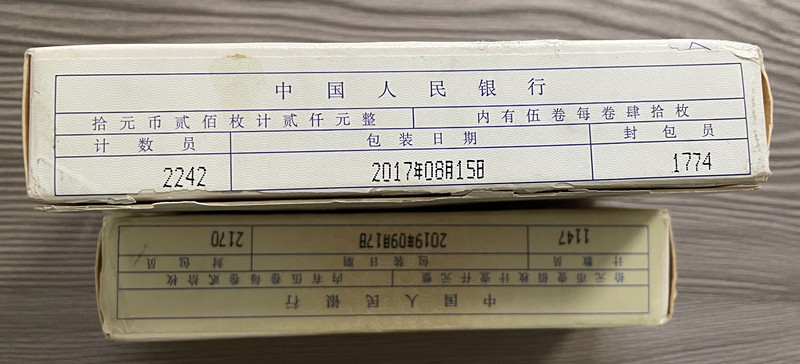 中国人民银行
拾元币贰佰枚计贰仟元整 内有伍卷每卷肆拾枚
计数员 包装日期 封包员
2242 2017年08月15日 1774
中国人民银行
拾元币壹佰枚计壹仟元整 内有伍卷每卷贰拾枚
计数员 包装日期 封包员
1147 2019年09月17日 2170